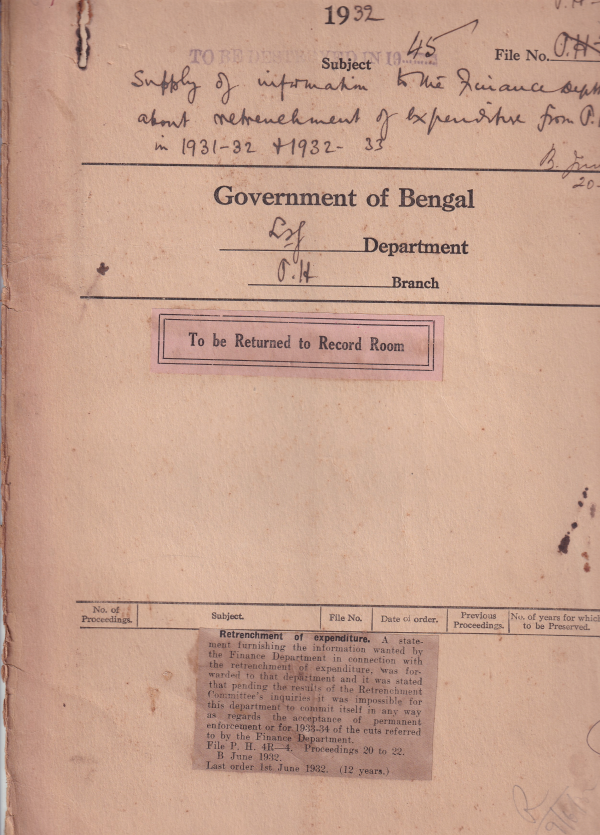 1932
TO BE DESTROYED IN 19
45
Subject
File No. P.H
Supply of information to the Finance Deptt
about retrenchment of expenditure from P.
in 1931-32 & 1932-33
B. June
20-
Government of Bengal
Lsg Department
P.H Branch
To be Returned to Record Room
No. of Proceedings. Subject. File No. Date of order. Previous Proceedings. No. of years for which to be Preserved.
Retrenchment of expenditure. A state-
ment furnishing the information wanted by
the Finance Department in connection with
the retrenchment of expenditure, was for-
warded to that department and it was stated
that pending the results of the Retrenchment
Committee's inquiries it was impossible for
this department to commit itself in any way
as regards the acceptance of permanent
enforcement or for 1933-34 of the cuts referred
to by the Finance Department.
File P. H. 4R—4. Proceedings 20 to 22.
B June 1932.
Last order 1st June 1932. (12 years.)